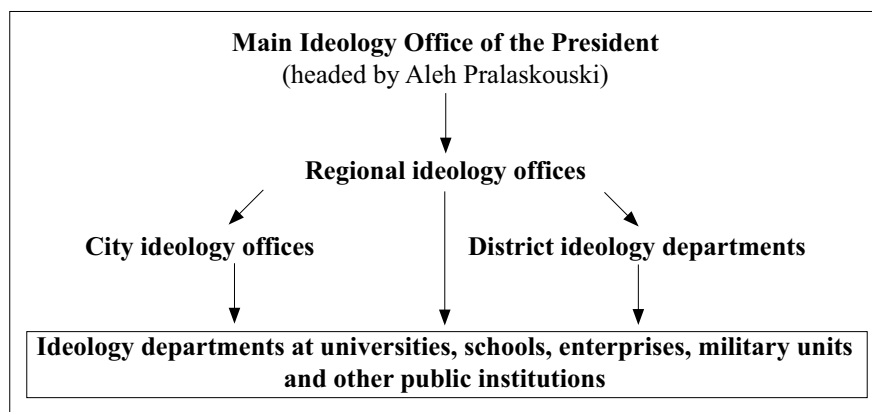 Main Ideology Office of the President
(headed by Aleh Pralaskouski)
Regional ideology offices
City ideology offices
District ideology departments
Ideology departments at universities, schools, enterprises, military units
and other public institutions